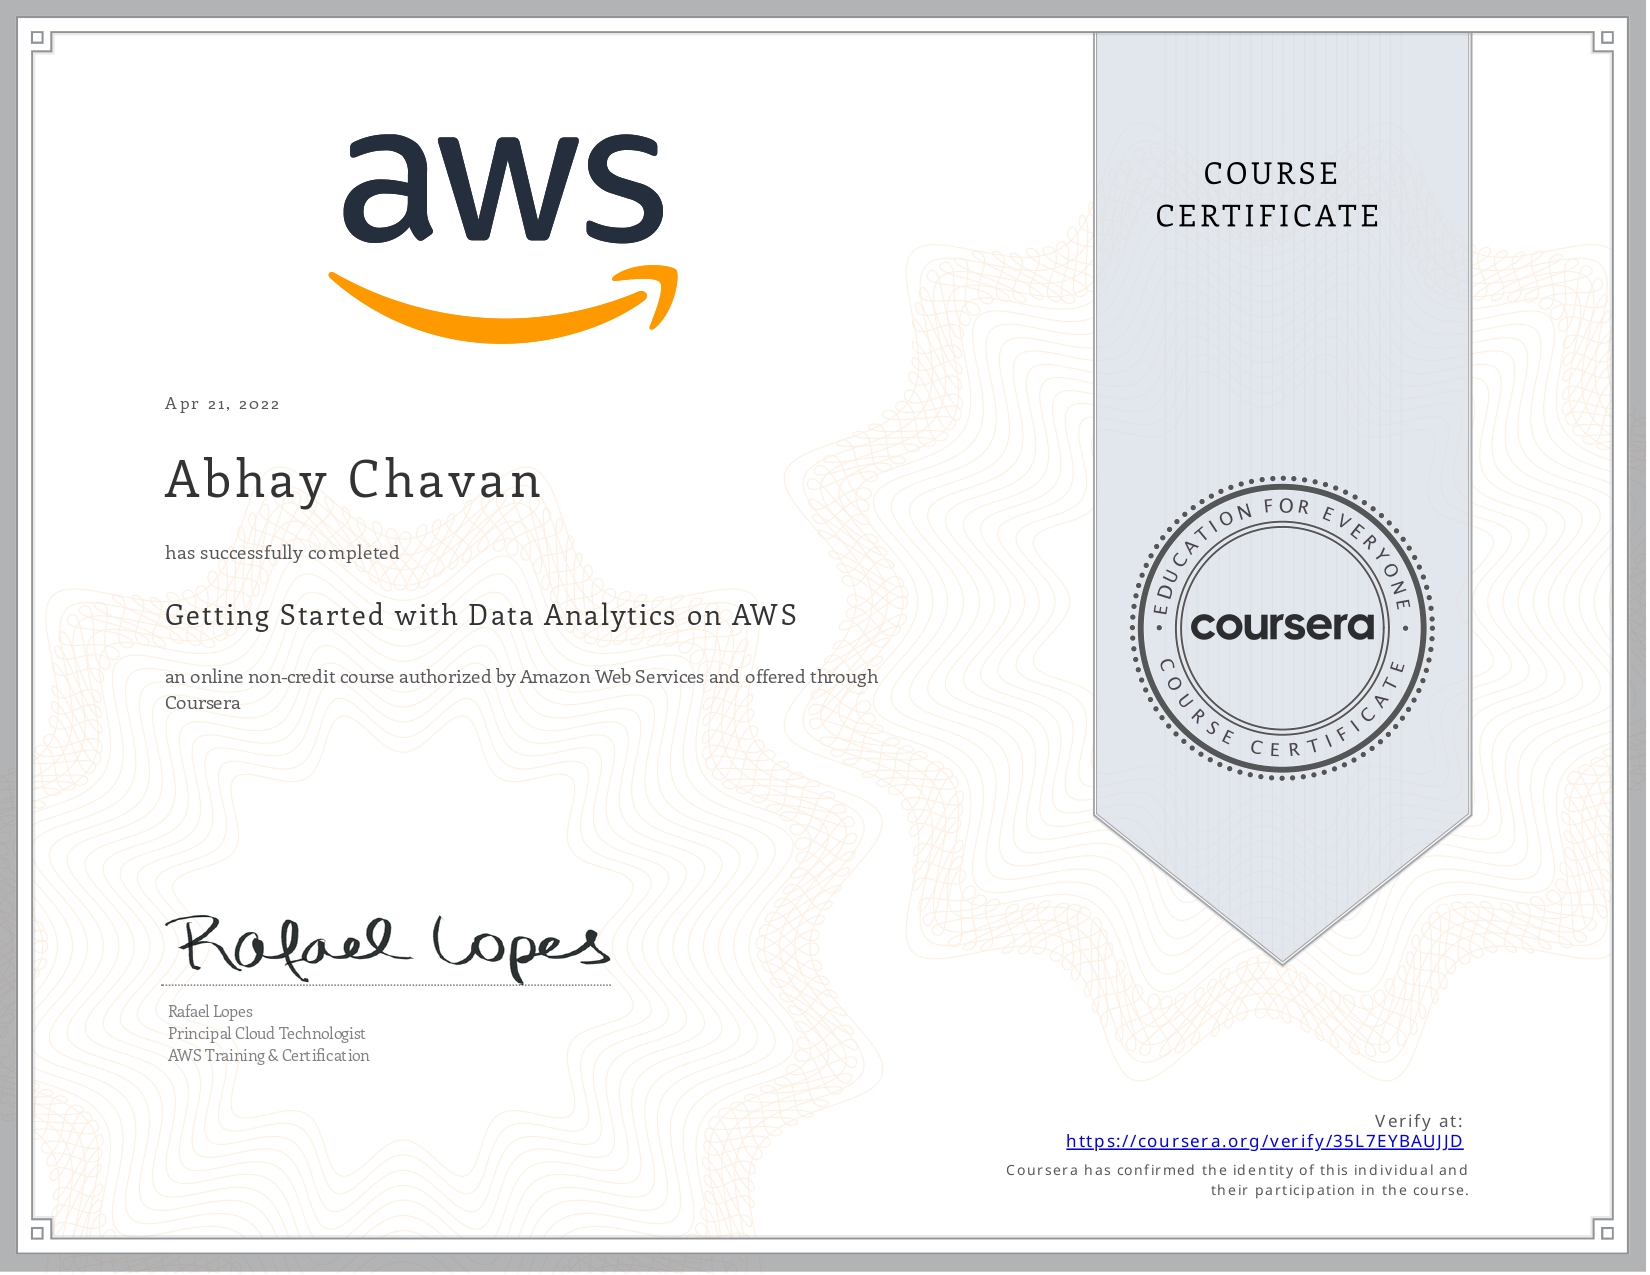 aws
COURSE
CERTIFICATE
Apr 21, 2022
Abhay Chavan
has successfully completed
Getting Started with Data Analytics on AWS
an online non-credit course authorized by Amazon Web Services and offered through
Coursera
EDUCATION FOR EVERYONE
coursera
COURSE CERTIFICATE
Rafael Lopes
Rafael Lopes
Principal Cloud Technologist
AWS Training & Certification
Verify at:
https://coursera.org/verify/35L7EYBAUJJD
Coursera has confirmed the identity of this individual and
their participation in the course.